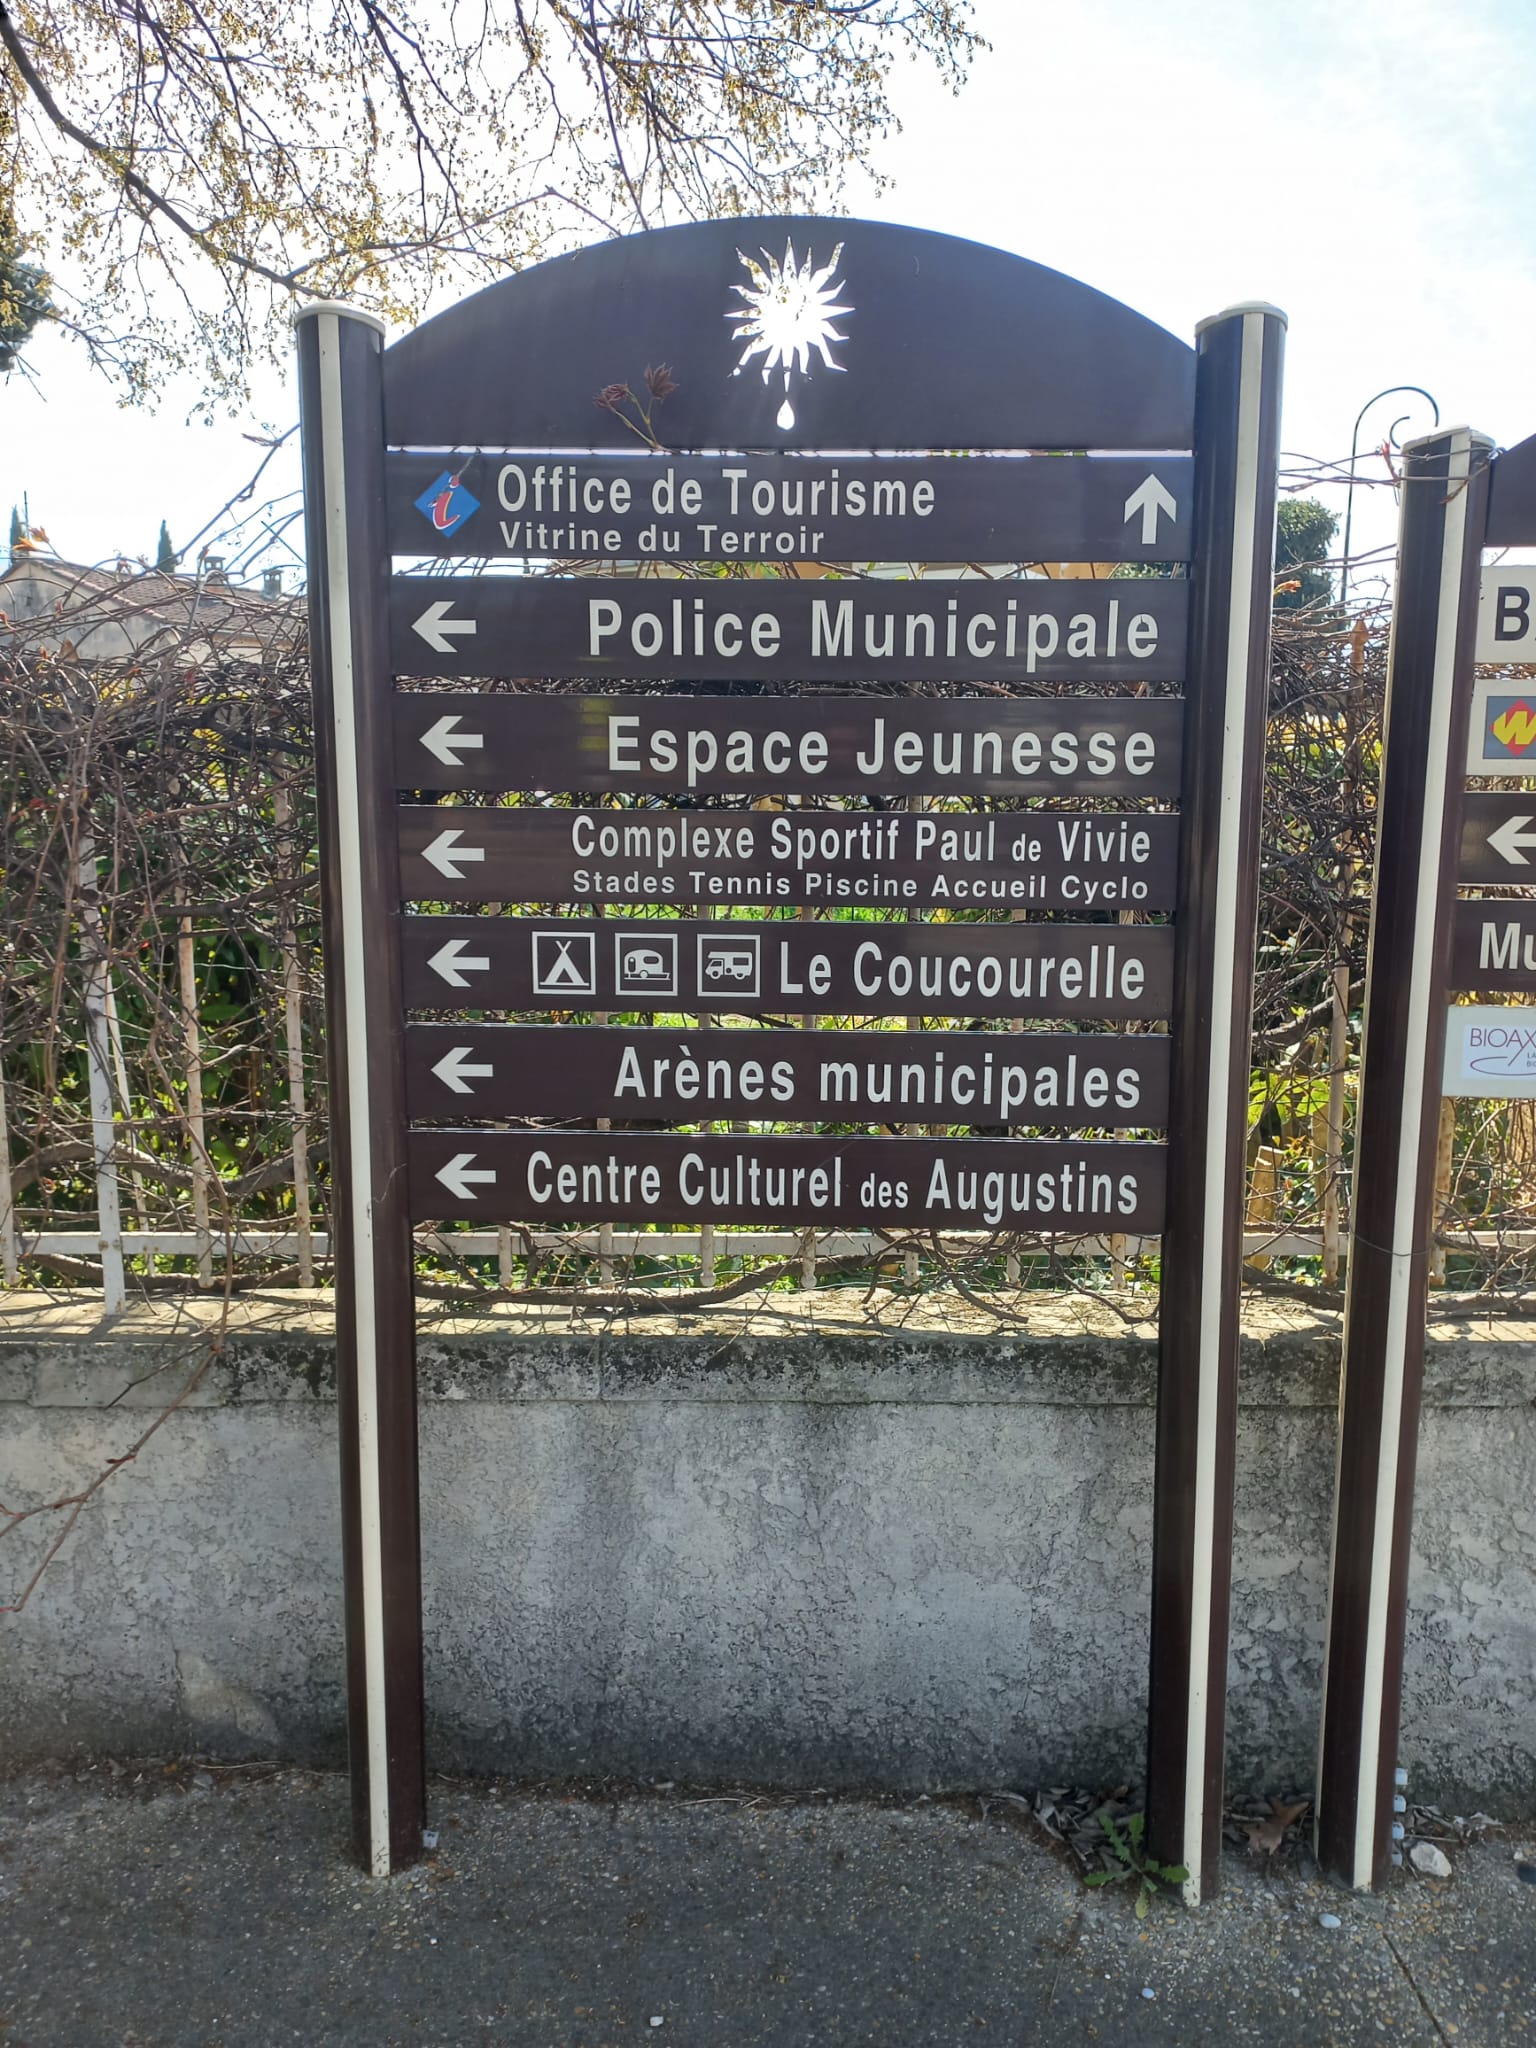 Office de Tourisme
Vitrine du Terroir
Police Municipale
Espace Jeunesse
Complexe Sportif Paul de Vivie
Stades Tennis Piscine Accueil Cyclo
Le Coucourelle
Arènes municipales
Centre Culturel des Augustins